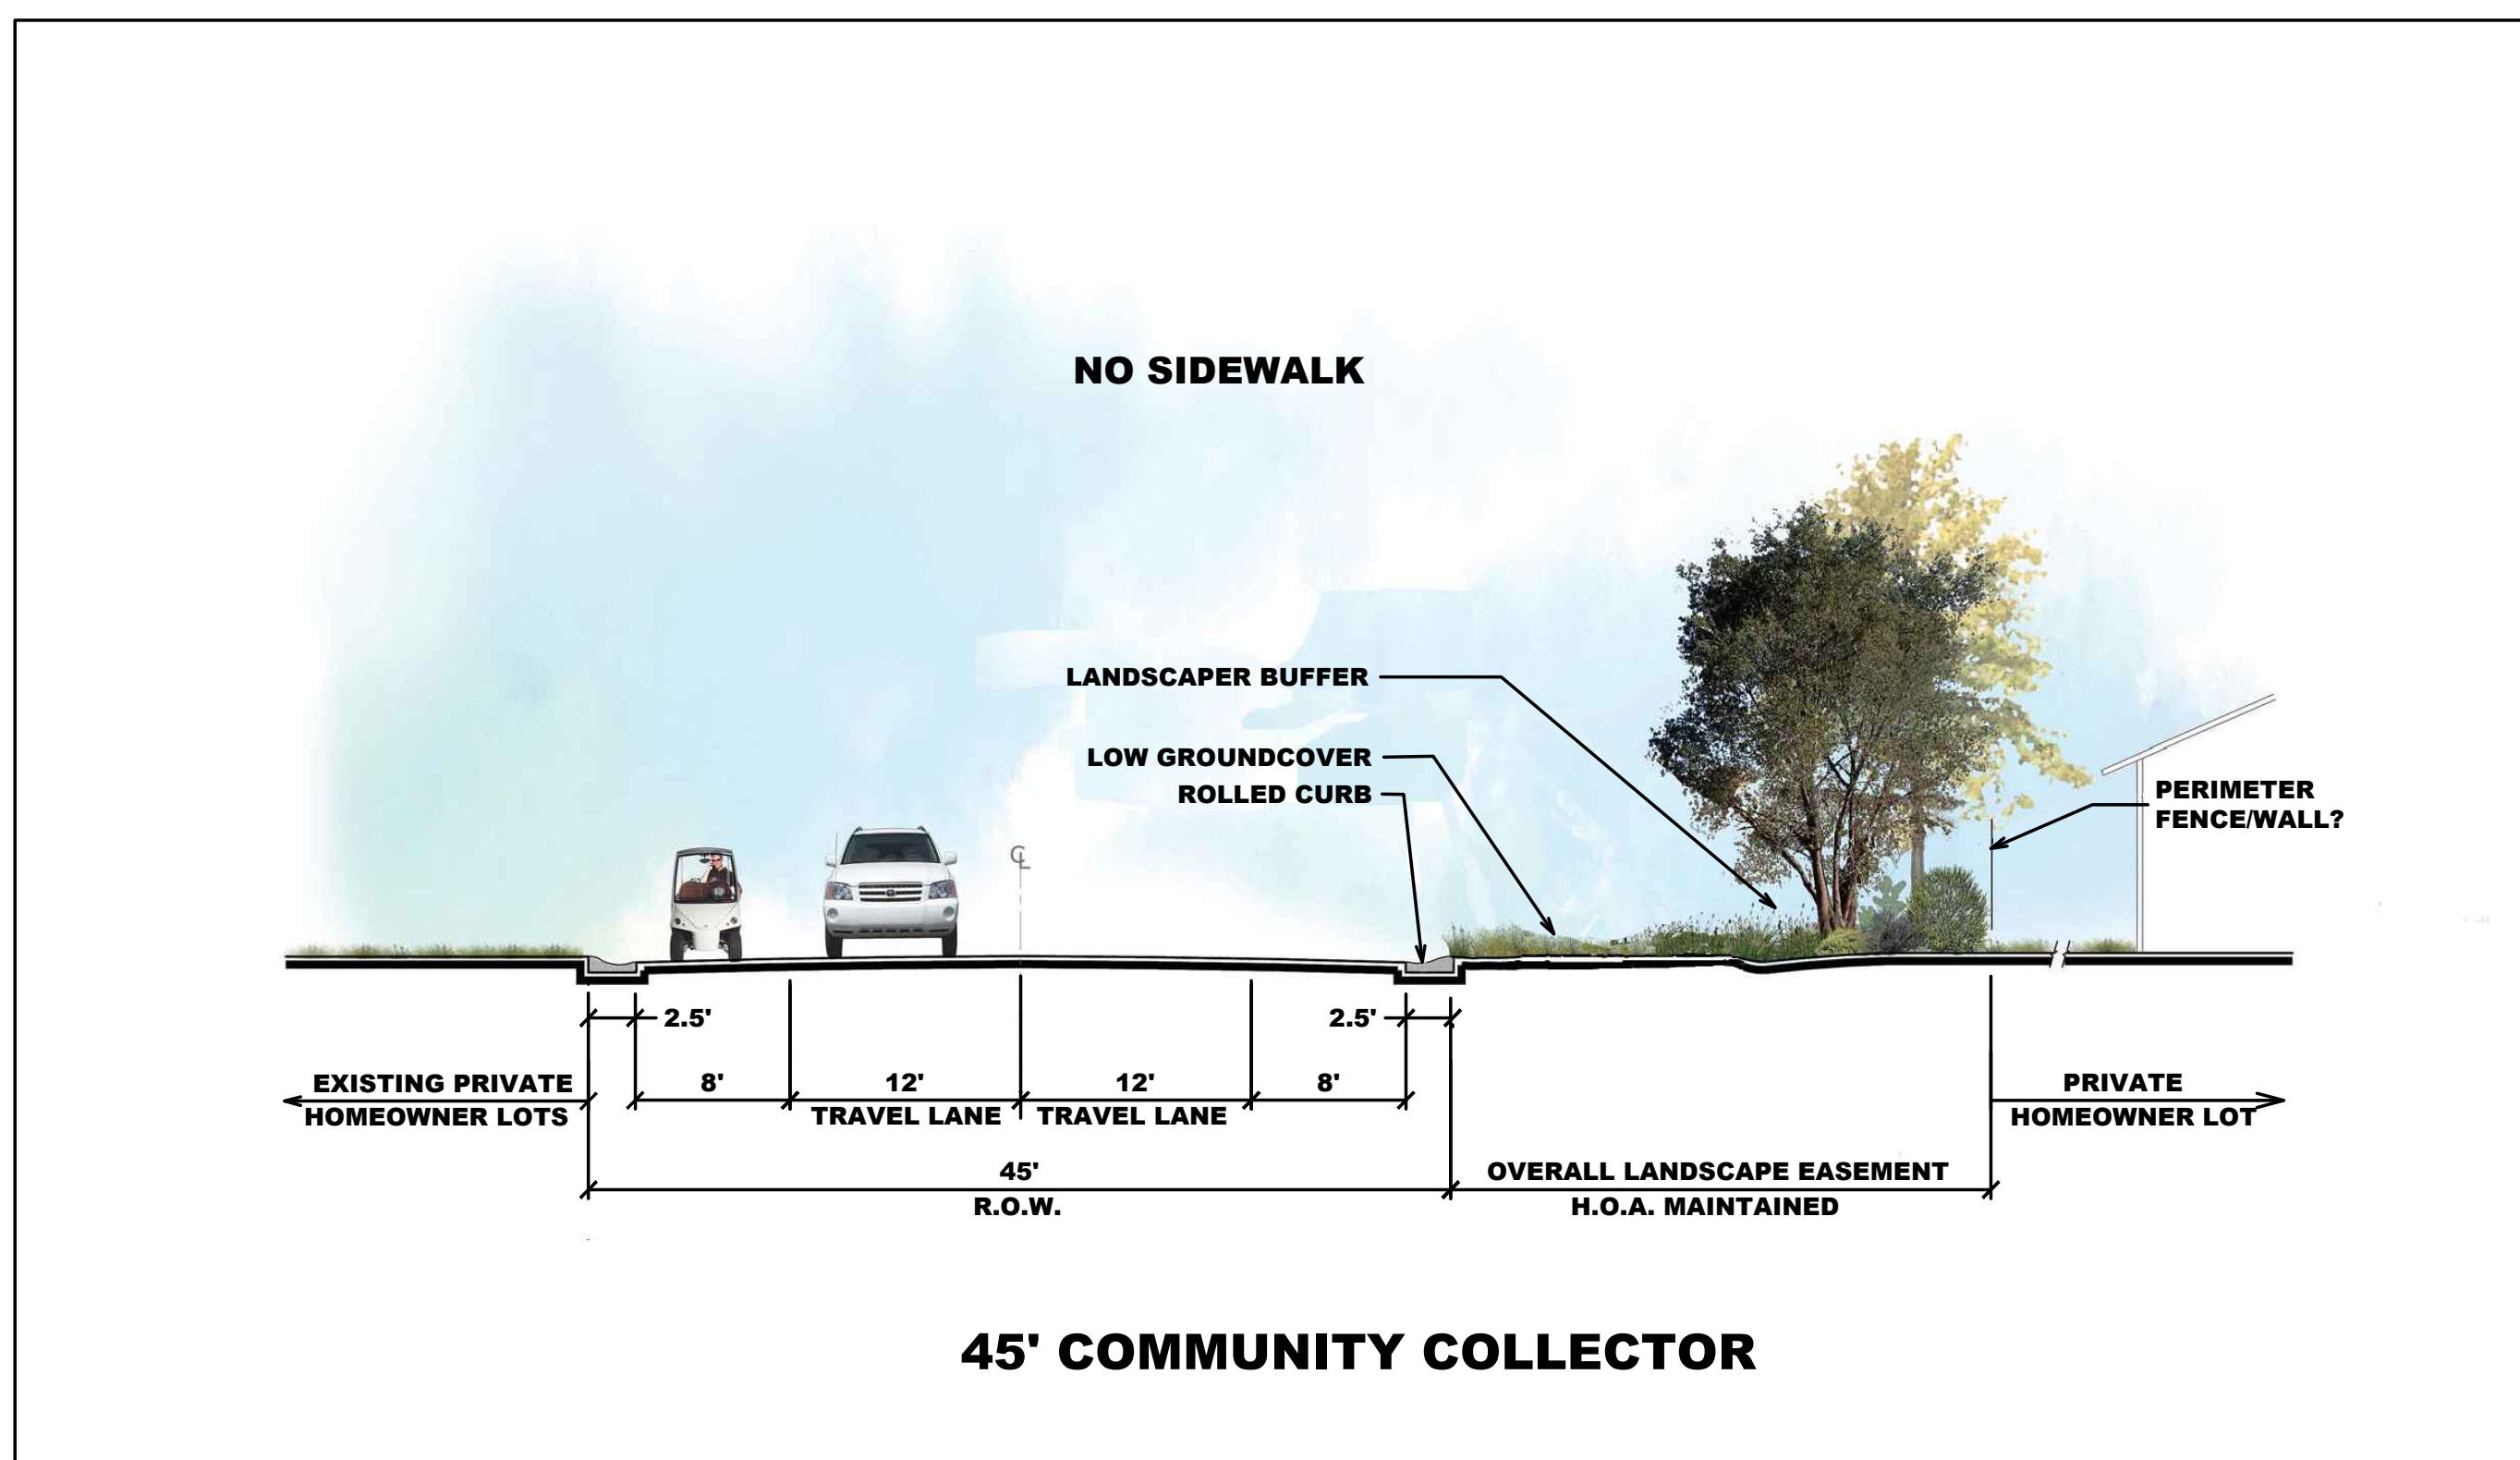 NO SIDEWALK
LANDSCAPER BUFFER
LOW GROUNDCOVER
ROLLED CURB
PERIMETER
FENCE/WALL?
CL
2.5'
2.5'
EXISTING PRIVATE
HOMEOWNER LOTS
8'
12'
TRAVEL LANE
12'
TRAVEL LANE
8'
PRIVATE
HOMEOWNER LOT
45'
R.O.W.
OVERALL LANDSCAPE EASEMENT
H.O.A. MAINTAINED
45' COMMUNITY COLLECTOR